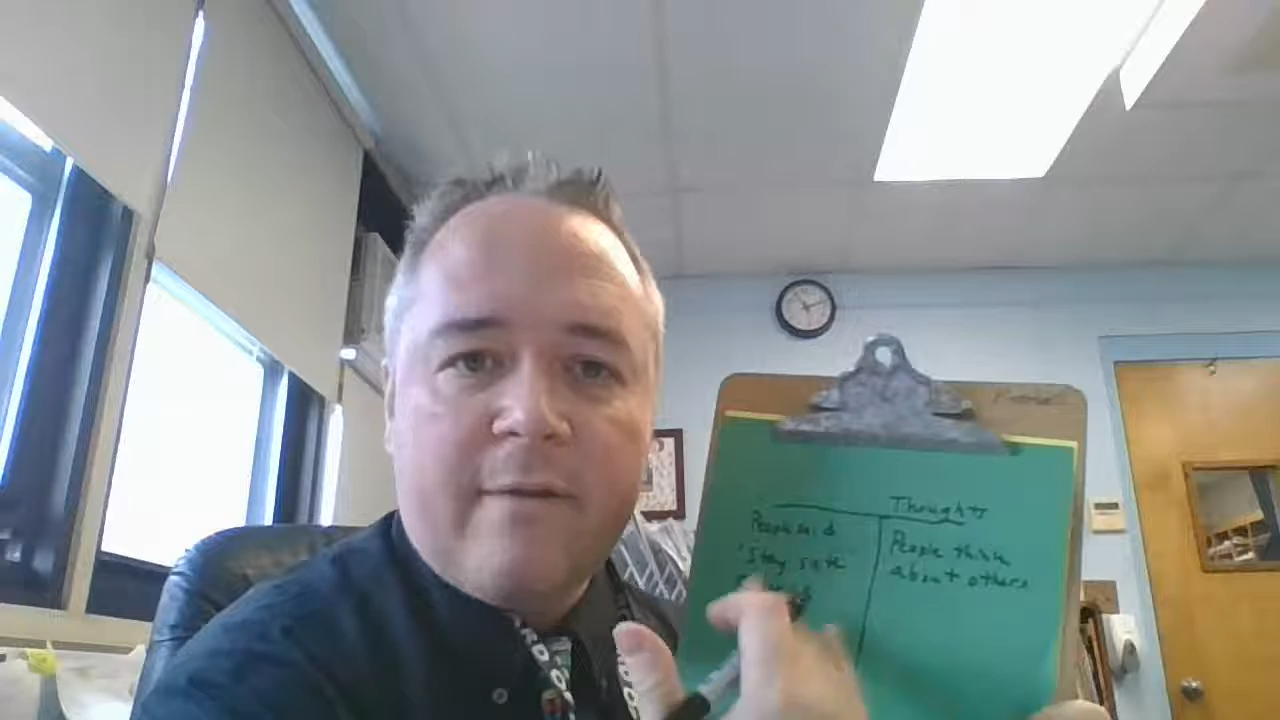 Thoughts
People said
"Stay safe"
People think
about others